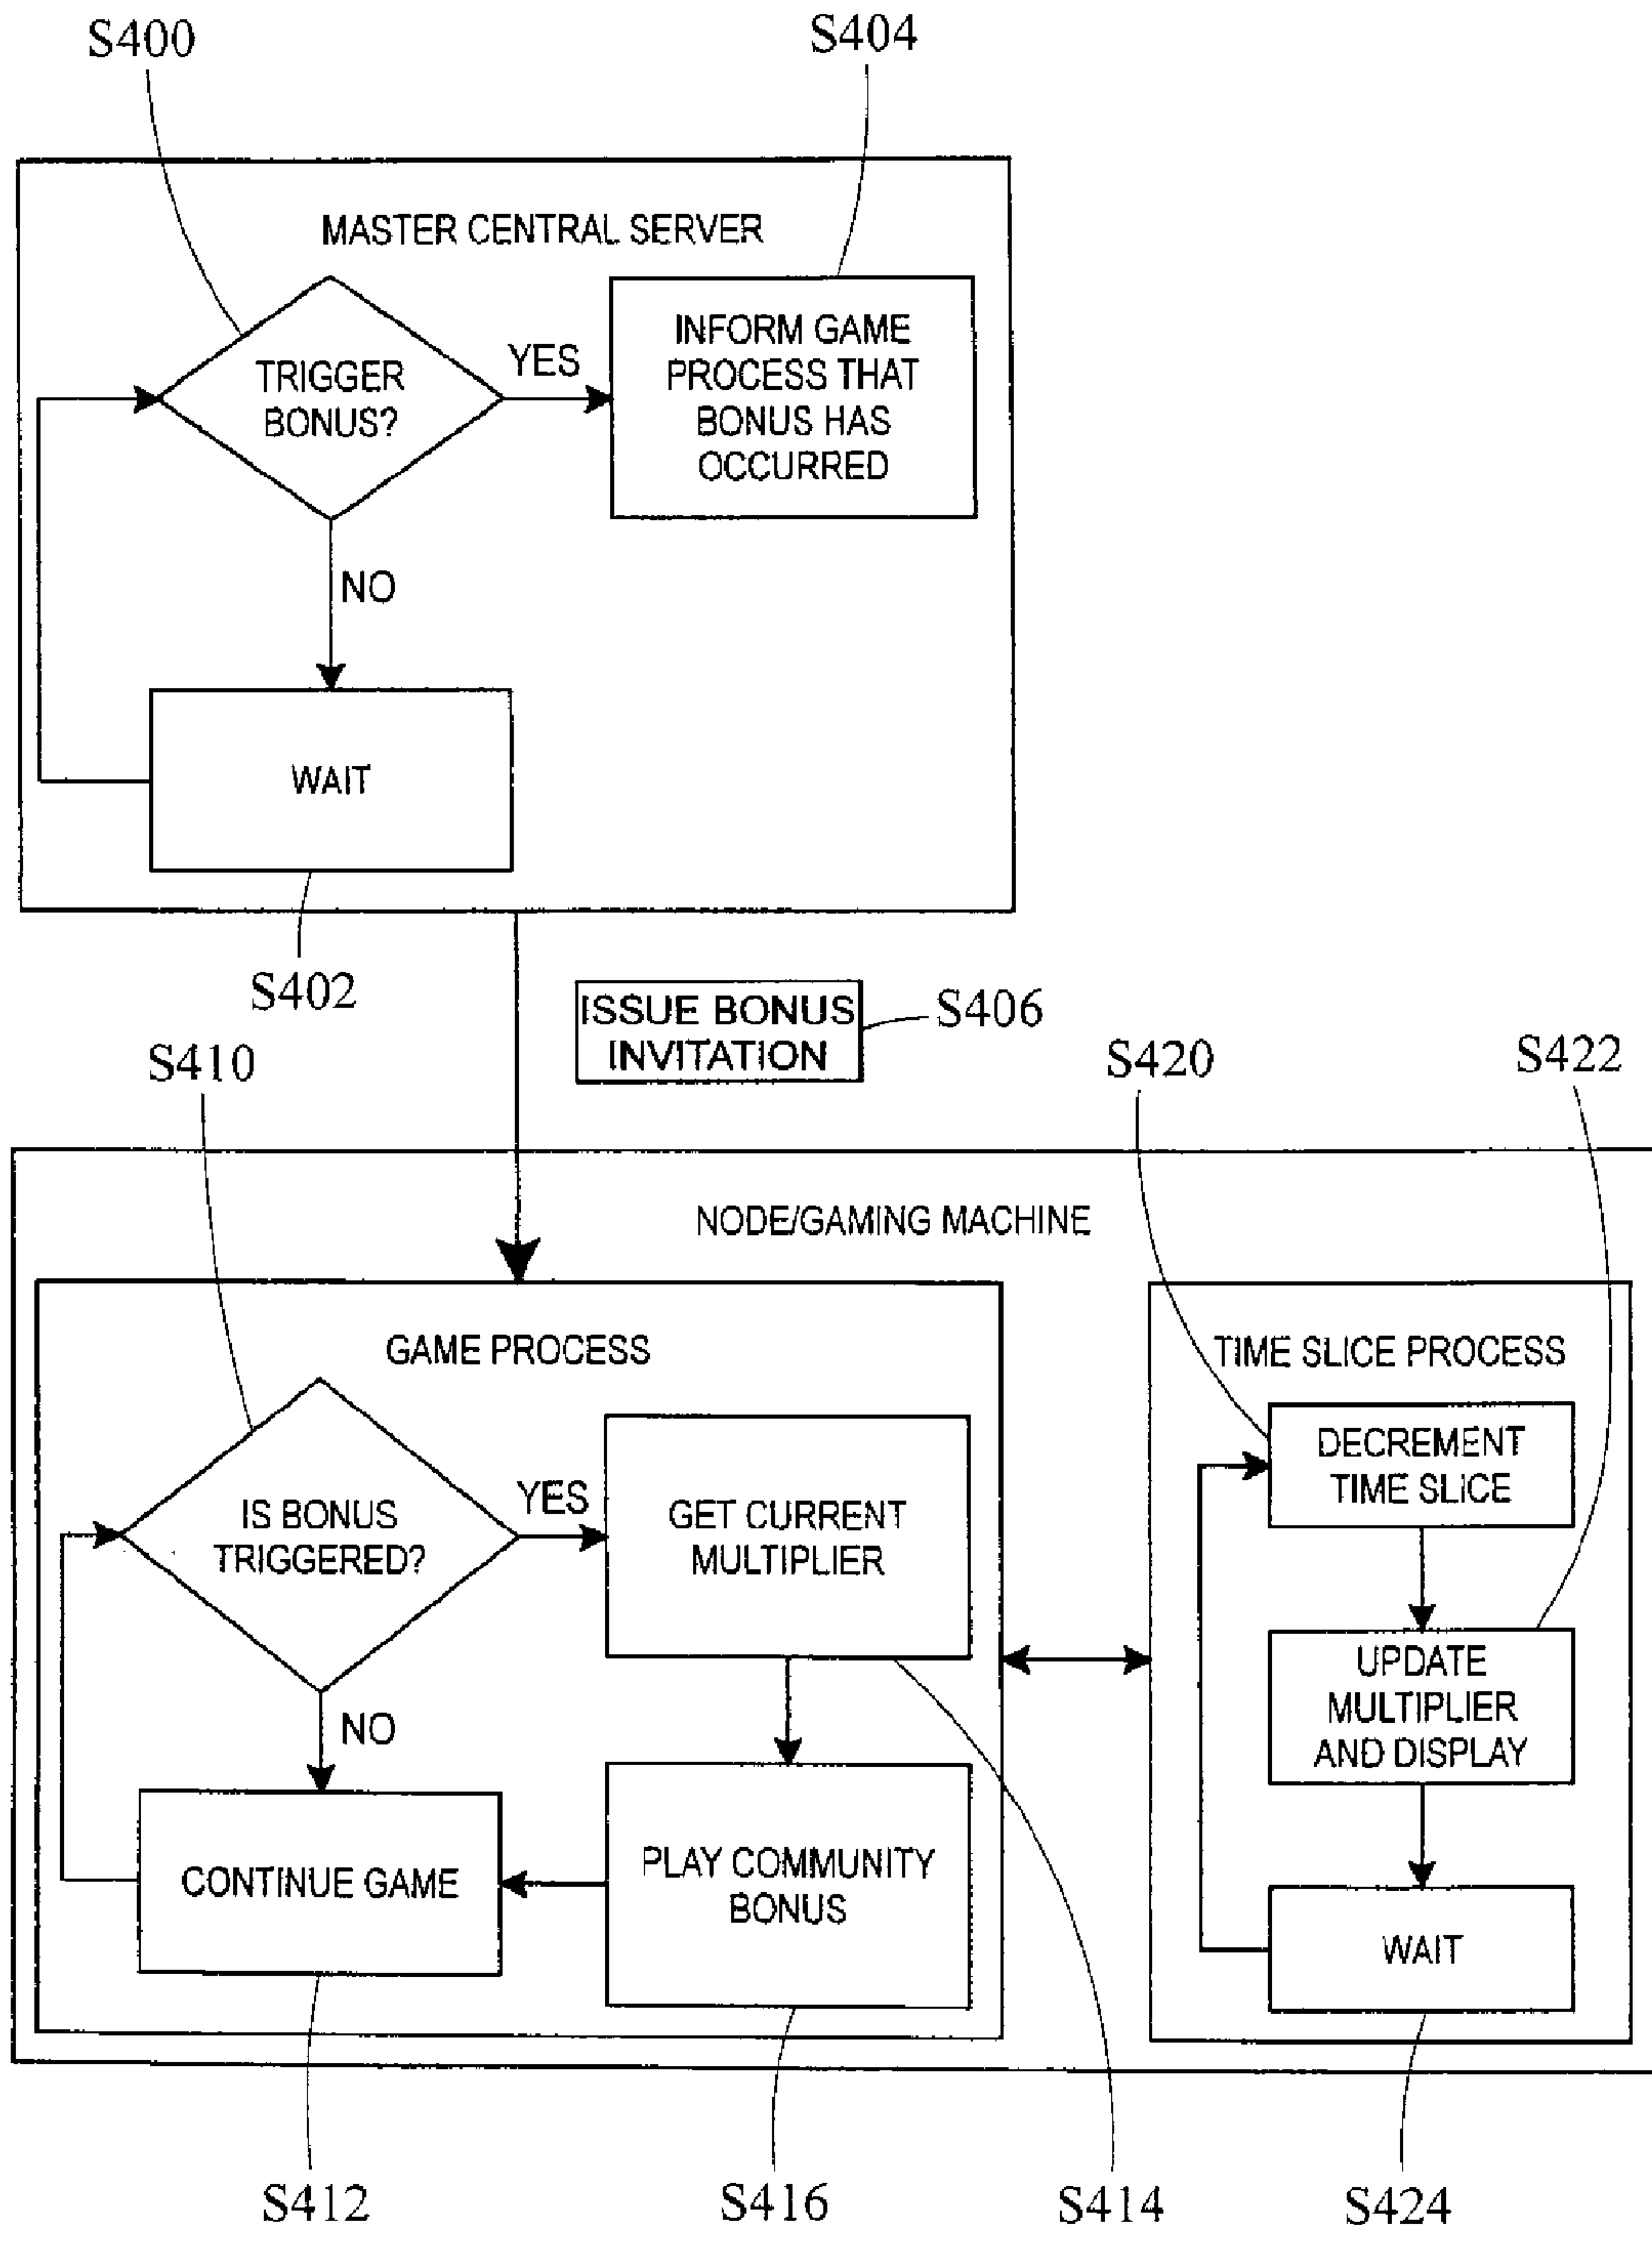 S400
S404
MASTER CENTRAL SERVER
TRIGGER
BONUS?
YES
INFORM GAME
PROCESS THAT
BONUS HAS
OCCURRED
NO
WAIT
S402
ISSUE BONUS
INVITATION
S406
S410
S420
S422
NODE/GAMING MACHINE
GAME PROCESS
IS BONUS
TRIGGERED?
YES
GET CURRENT
MULTIPLIER
NO
CONTINUE GAME
PLAY COMMUNITY
BONUS
TIME SLICE PROCESS
DECREMENT
TIME SLICE
UPDATE
MULTIPLIER
AND DISPLAY
WAIT
S412
S416
S414
S424